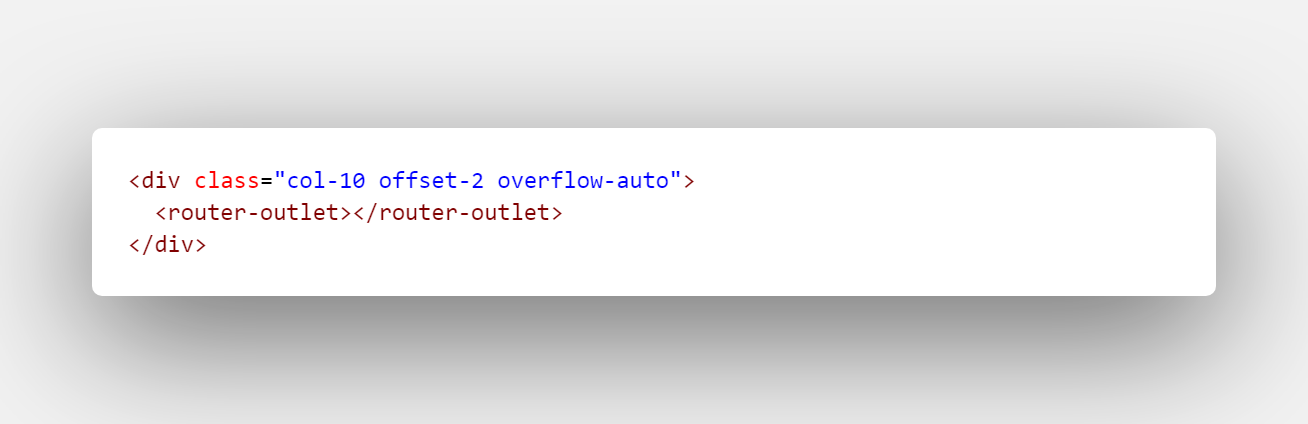 <div class="col-10 offset-2 overflow-auto">
  <router-outlet></router-outlet>
</div>